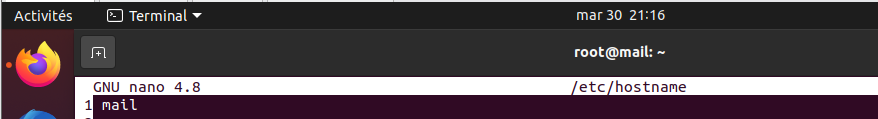 Activités Terminal mar 30 21:16
root@mail: ~
GNU nano 4.8 /etc/hostname
1 mail